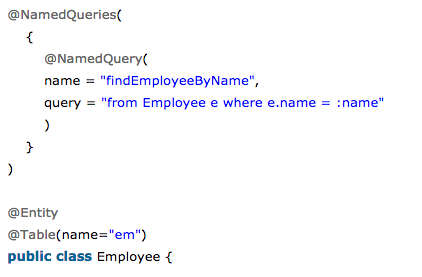 @NamedQueries(
{
@NamedQuery(
name = "findEmployeeByName",
query = "from Employee e where e.name = :name"
)
}
)
@Entity
@Table(name="em")
public class Employee {